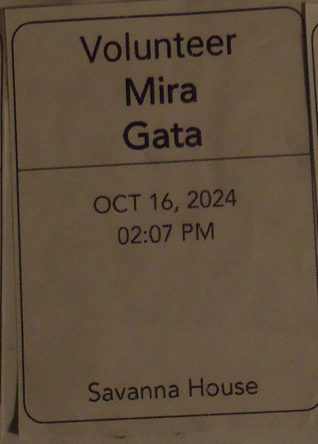 Volunteer
Mira
Gata
OCT 16, 2024
02:07 PM
Savanna House